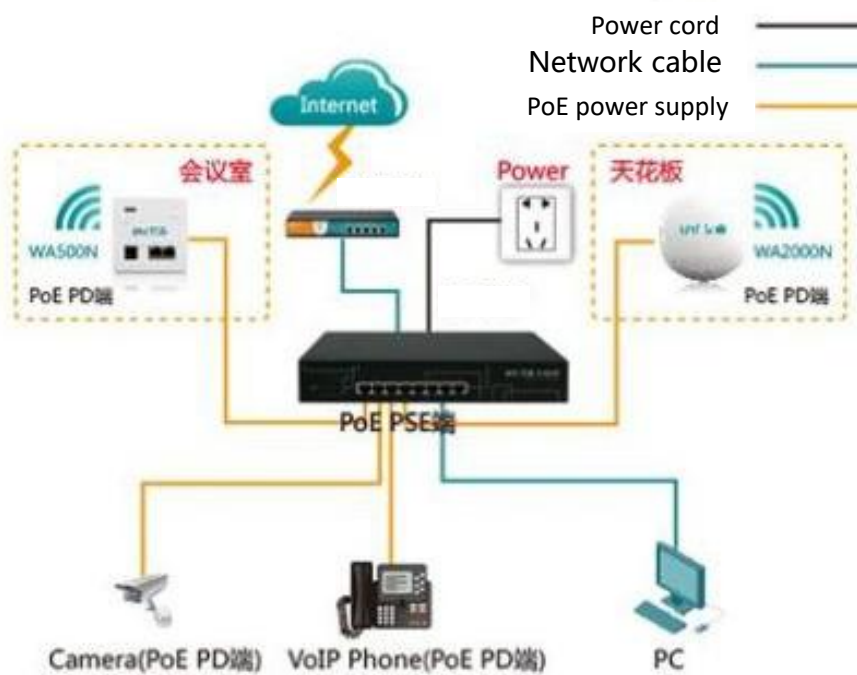 Power cord
Network cable
PoE power supply
Internet
会议室
Power
天花板
WA500N
WA2000N
PoE PD端
PoE PD端
PoE PSE端
Camera(PoE PD端)
VoIP Phone(PoE PD端)
PC